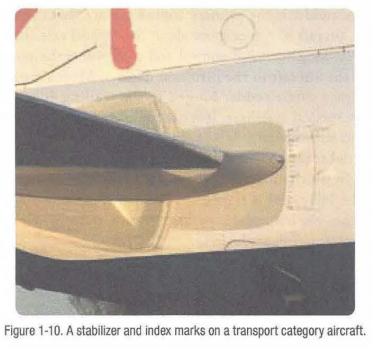 Figure 1-10. A stabilizer and index marks on a transport category aircraft.